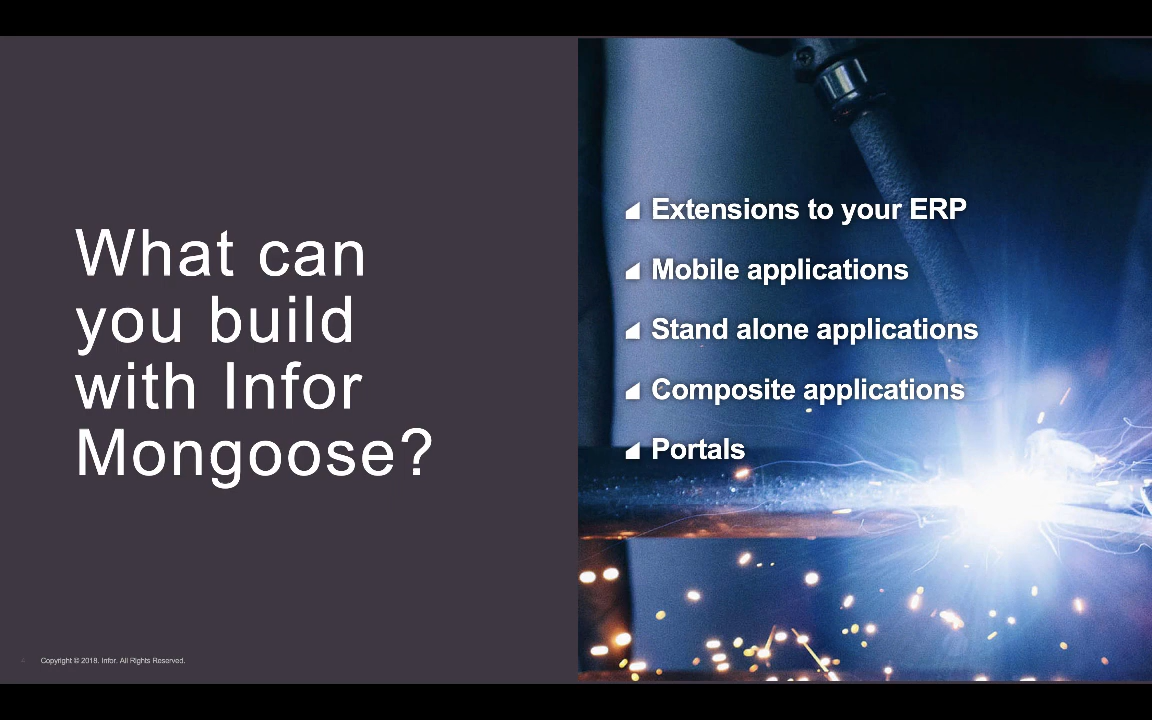 What can
you build
with Infor
Mongoose?
Extensions to your ERP
Mobile applications
Stand alone applications
Composite applications
Portals
Copyright © 2018. Infor. All Rights Reserved.